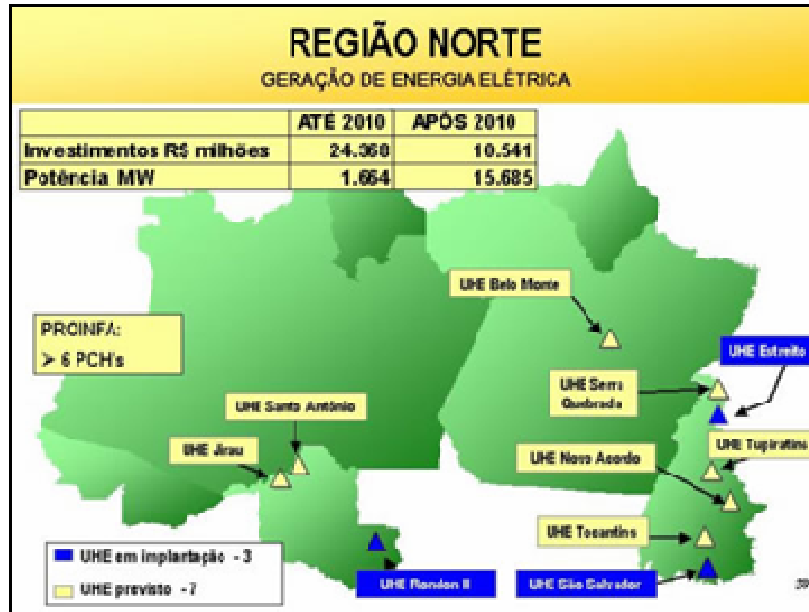 REGIÃO NORTE
GERAÇÃO DE ENERGIA ELÉTRICA
ATÉ 2010 APÓS 2010
Investimentos R$ milhões 24.368 10.541
Potência MW 1.664 15.685
UHE Belo Monte
PROINFA:
> 6 PCH's
UHE Estreito
UHE Serra
Quebrada
UHE Santo Antônio
UHE Jirau
UHE Tupiratins
UHE Novo Acordo
UHE Tocantins
UHE em implantação - 3
UHE previsto - 7
UHE Rondon II
UHE São Salvador